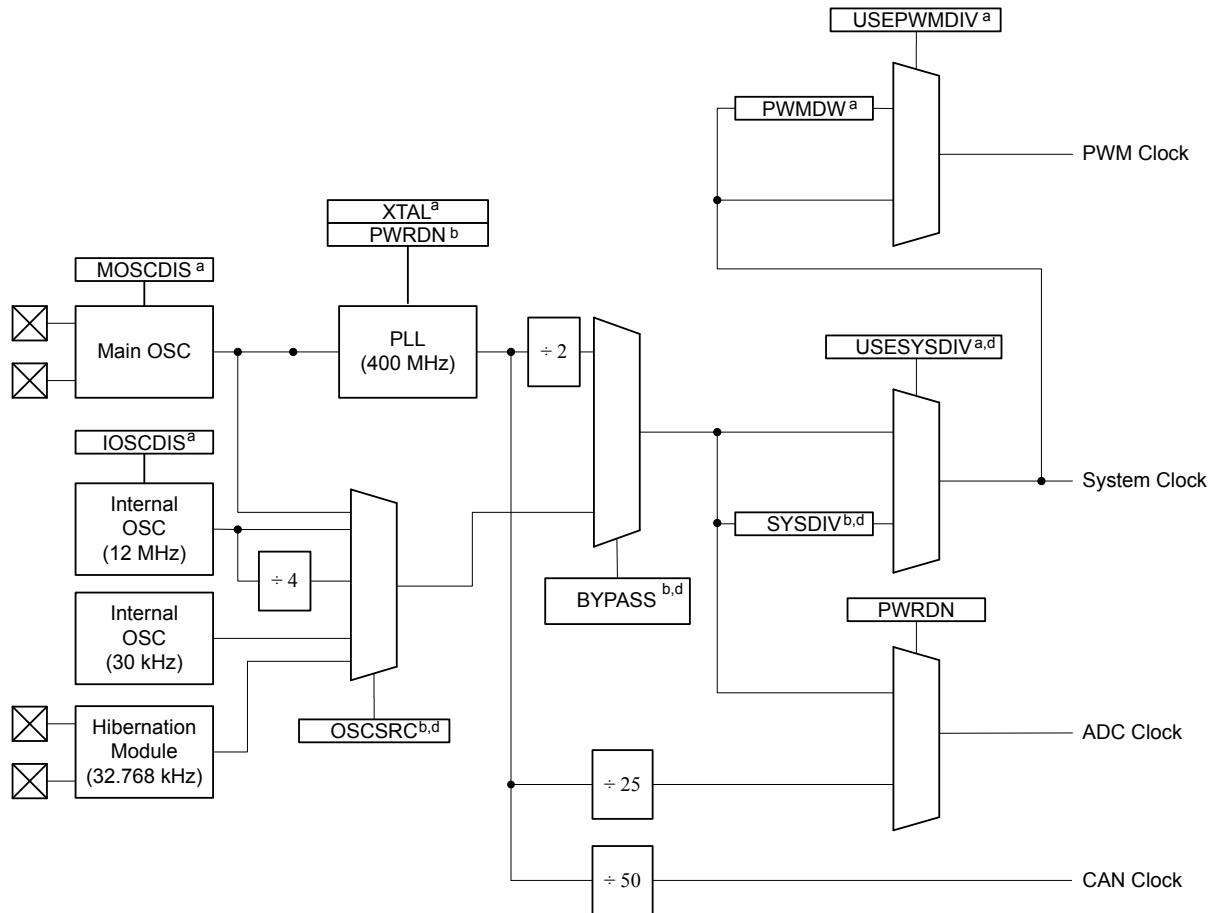 USEPWMDIV a
PWMDW a
PWM Clock
XTAL a
PWRDN b
MOSCDIS a
Main OSC
PLL
(400 MHz)
÷ 2
USESYSDIV a,d
IOSCDIS a
Internal
OSC
(12 MHz)
÷ 4
System Clock
SYSDIV b,d
BYPASS b,d
Internal
OSC
(30 kHz)
PWRDN
OSCSRC b,d
Hibernation
Module
(32.768 kHz)
ADC Clock
÷ 25
÷ 50
CAN Clock